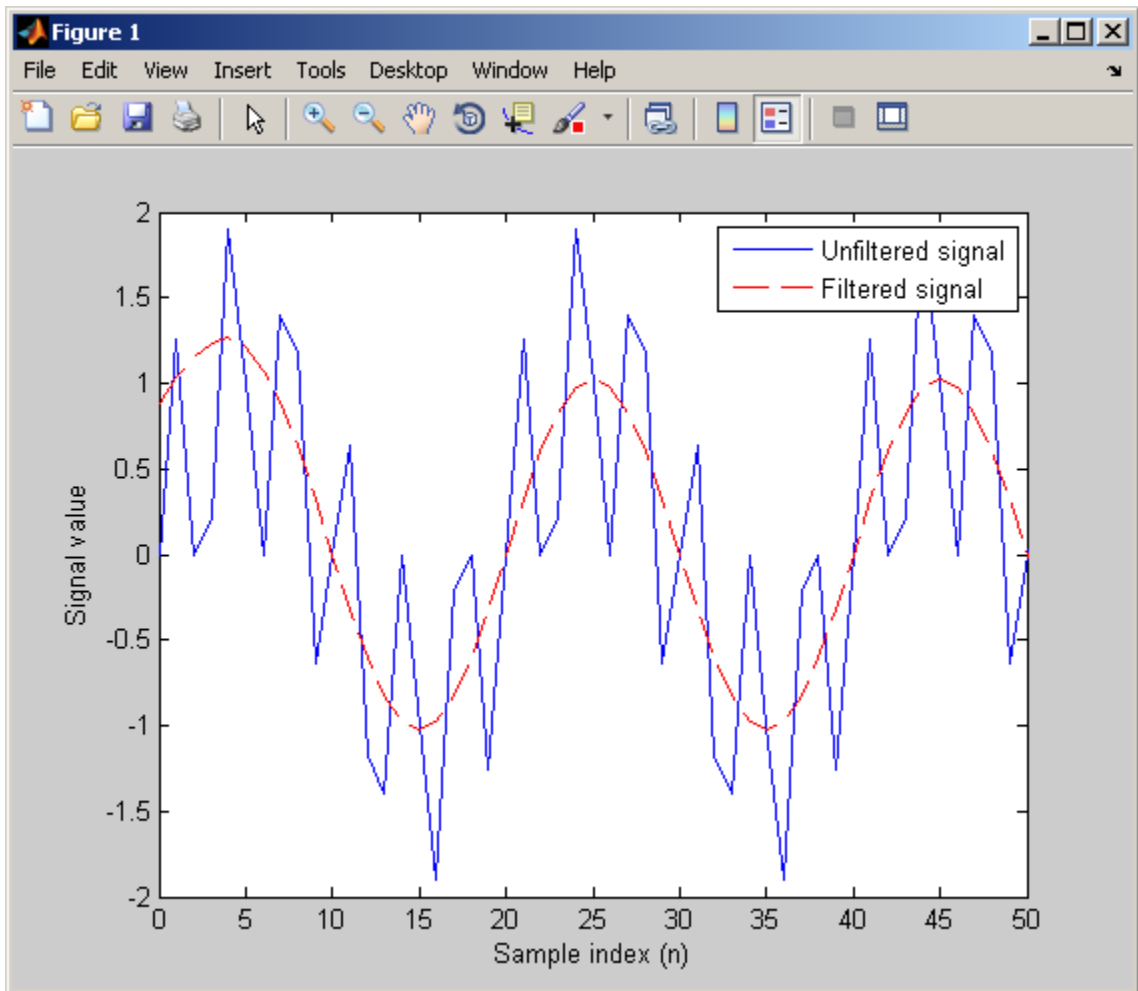 Figure 1
File Edit View Insert Tools Desktop Window Help
2
1.5
1
0.5
0
-0.5
-1
-1.5
-2
Signal value
Unfiltered signal
Filtered signal
0 5 10 15 20 25 30 35 40 45 50
Sample index (n)